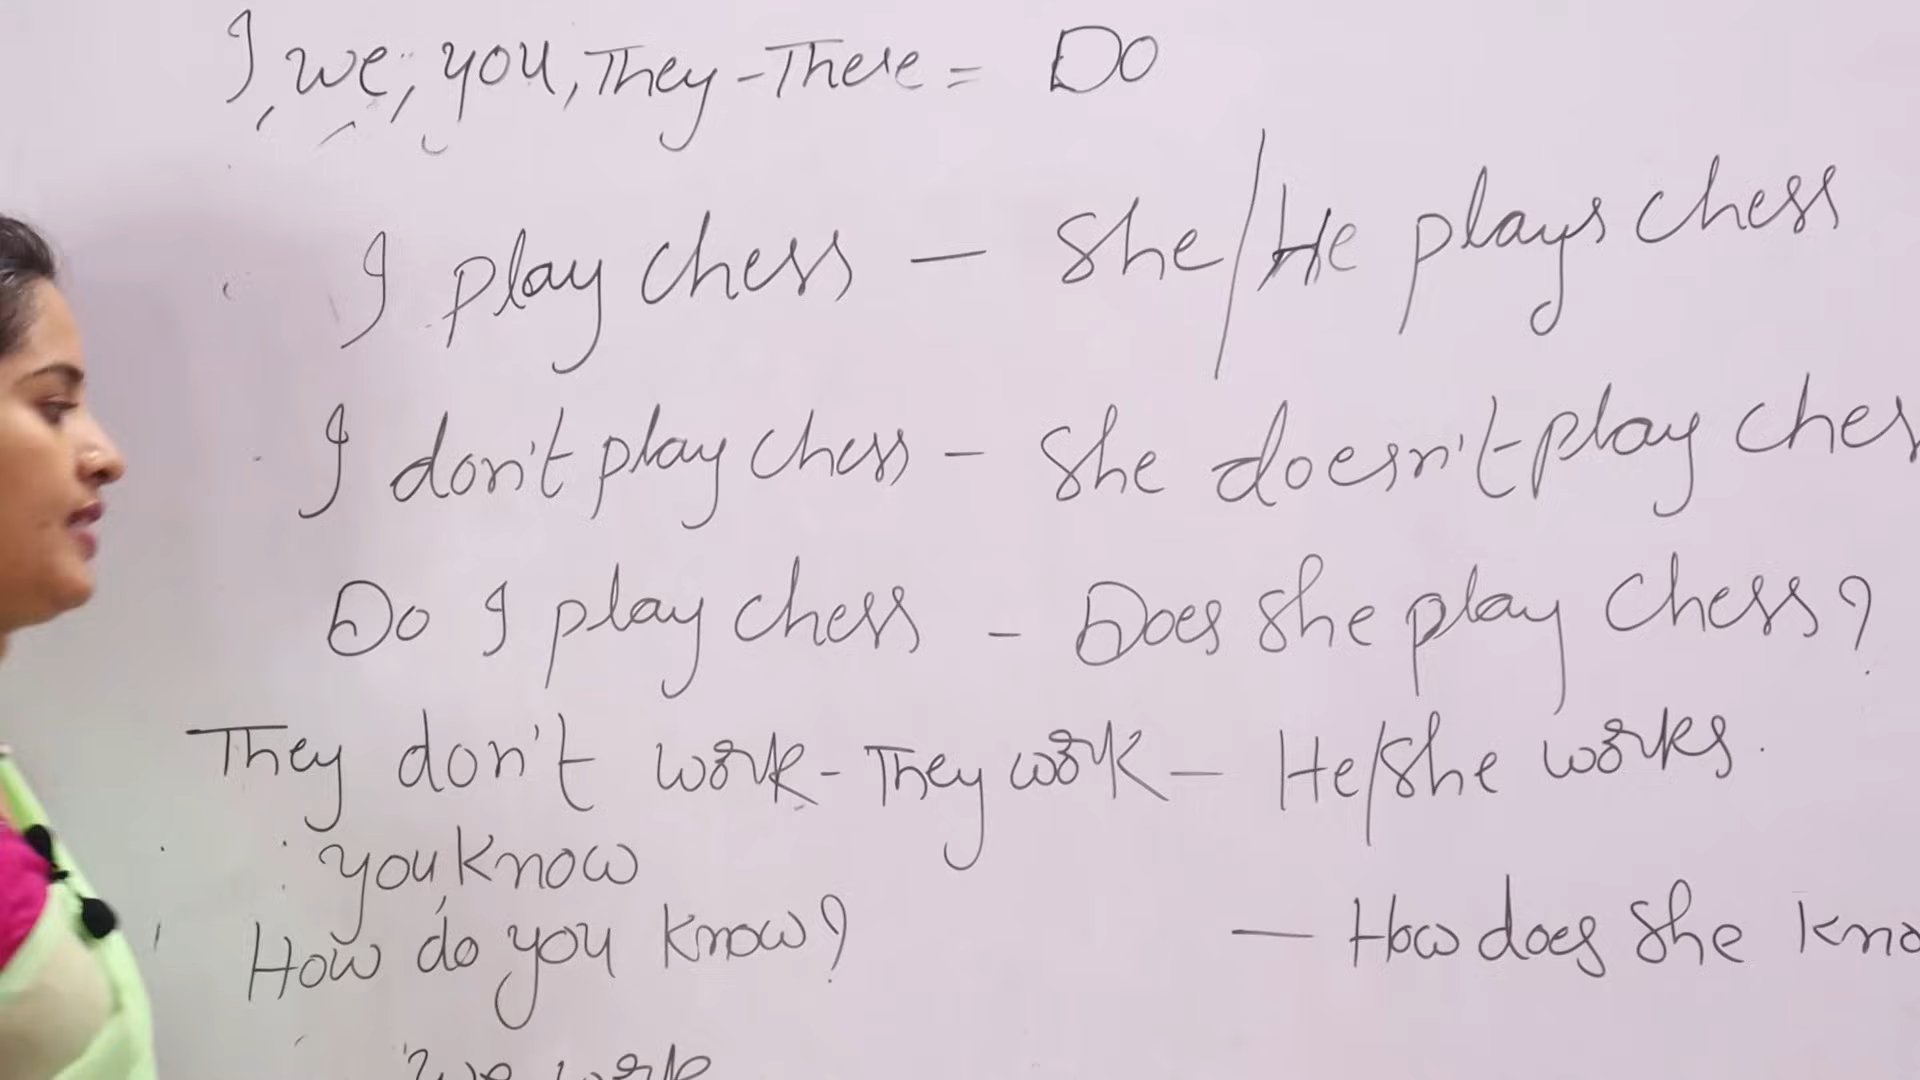 I, we, you, They - There = Do
I play chess - She/He plays chess
I don't play chess - She doesn't play ches
Do I play chess - Does she play chess?
They don't work - They work - He/She works.
you know
How do you know? - How does she kno
We work